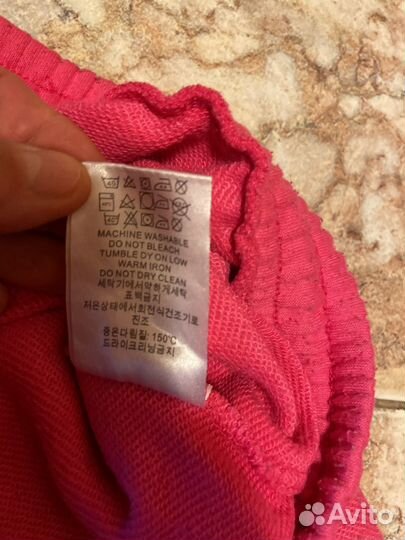 MACHINE WASHABLE
DO NOT BLEACH
TUMBLE DY ON LOW
WARM IRON
DO NOT DRY CLEAN
세탁기에서약하게세탁
표백금지
저온상태에서회전식건조기로
진조
중온다림질: 150℃
드라이크리닝금지
Avito